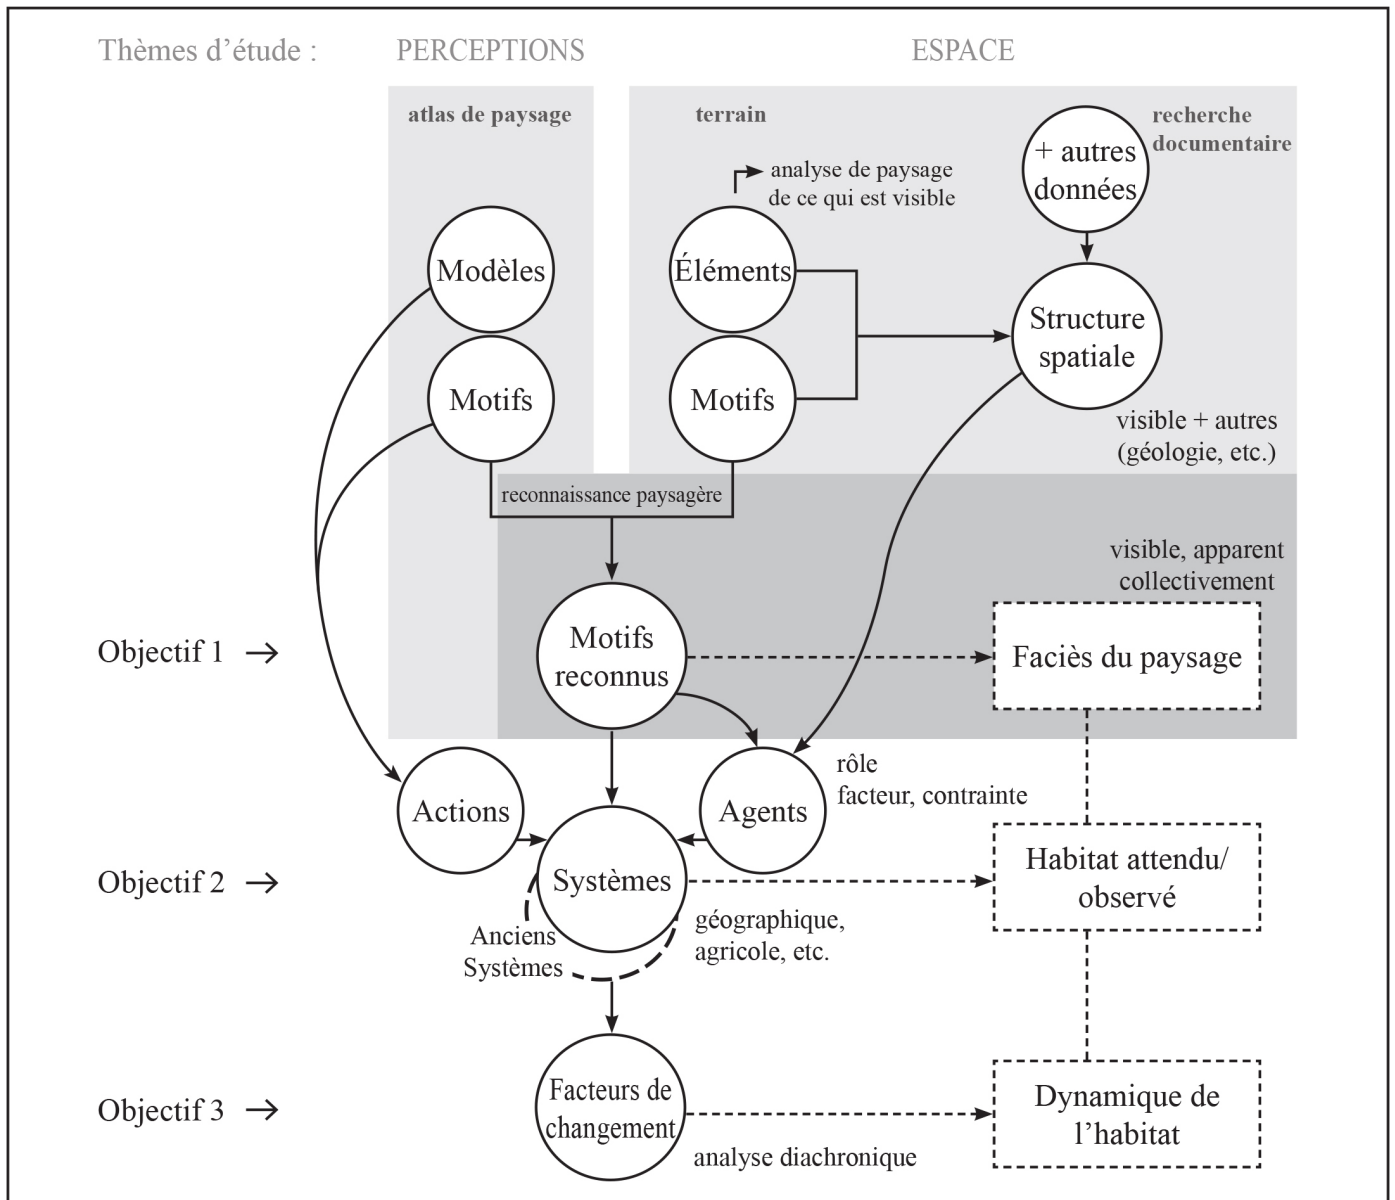 Thèmes d’étude :
PERCEPTIONS
ESPACE
atlas de paysage
terrain
recherche
documentaire
+ autres
données
analyse de paysage
de ce qui est visible
Modèles
Éléments
Structure
spatiale
Motifs
Motifs
visible + autres
(géologie, etc.)
reconnaissance paysagère
visible, apparent
collectivement
Objectif 1 →
Motifs
reconnus
Faciès du paysage
rôle
facteur, contrainte
Actions
Agents
Objectif 2 →
Systèmes
Habitat attendu/
observé
Anciens
Systèmes
géographique,
agricole, etc.
Objectif 3 →
Facteurs de
changement
Dynamique de
l’habitat
analyse diachronique